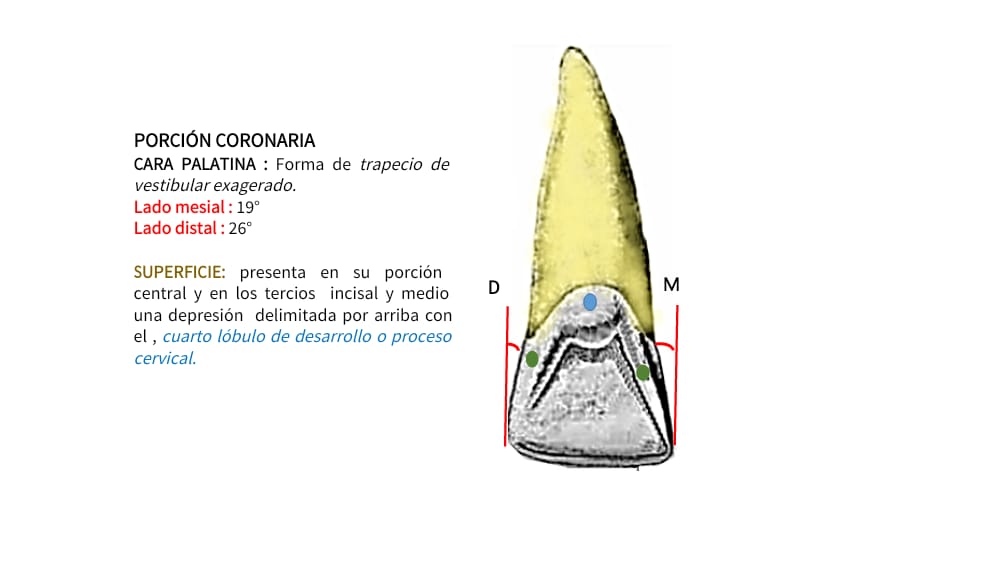 PORCIÓN CORONARIA
CARA PALATINA : Forma de trapecio de
vestibular exagerado.
Lado mesial : 19°
Lado distal : 26°
SUPERFICIE: presenta en su porción
central y en los tercios incisal y medio
una depresión delimitada por arriba con
el , cuarto lóbulo de desarrollo o proceso
cervical.
D
M